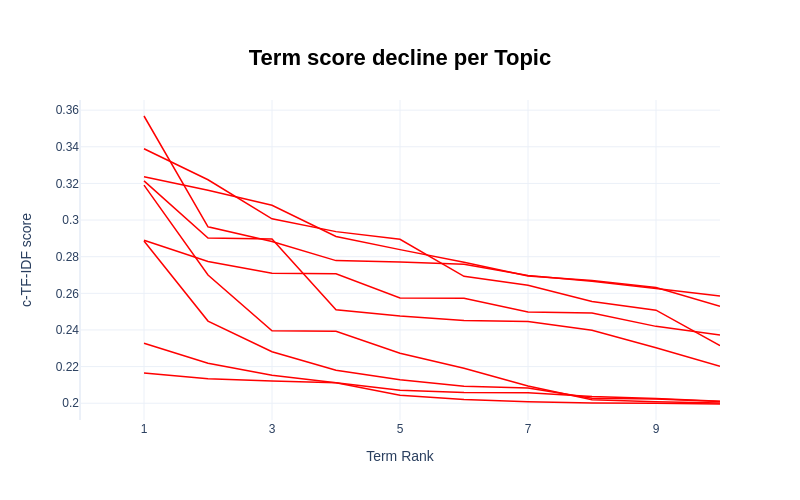 Term score decline per Topic
0.36
0.34
0.32
0.3
0.28
0.26
0.24
0.22
0.2
c-TF-IDF score
1 3 5 7 9
Term Rank